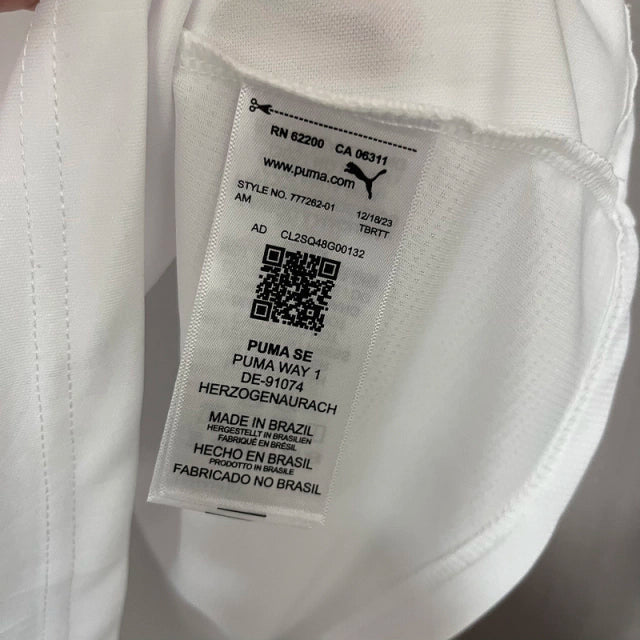 RN 62200 CA 06311
www.puma.com
STYLE NO. 777262-01 12/18/23
AM TBRTT
AD CL2SQ48G00132
PUMA SE
PUMA WAY 1
DE-91074
HERZOGENAURACH
MADE IN BRAZIL
HERGESTELLT IN BRASILIEN
FABRIQUÉ EN BRÉSIL
HECHO EN BRASIL
PRODOTTO IN BRASILE
FABRICADO NO BRASIL